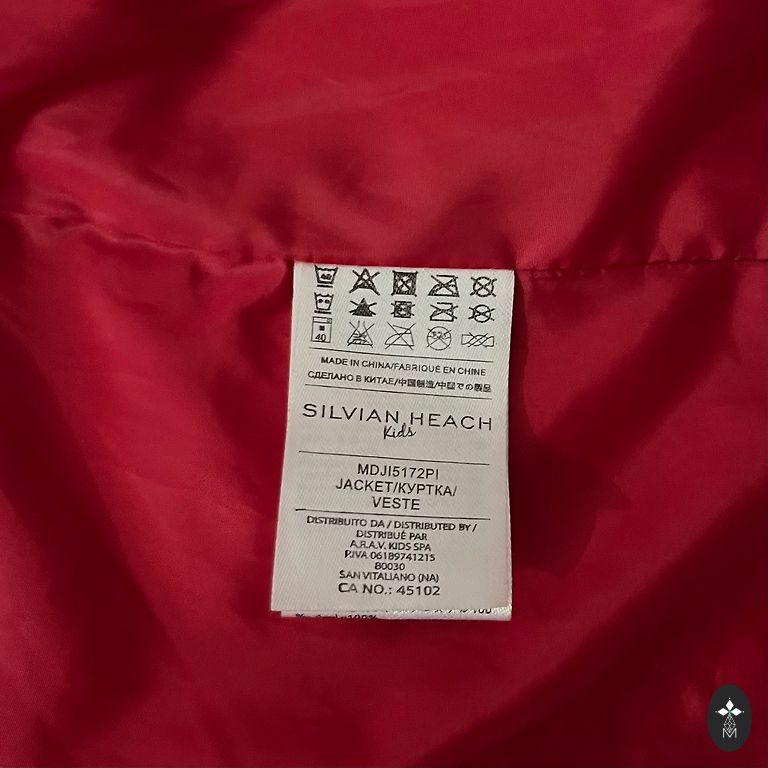 40
MADE IN CHINA/FABRIQUÉ EN CHINE
СДЕЛАНО В КИТАЕ/中国制造/中国での製品
SILVIAN HEACH
Kids
MDJI5172PI
JACKET/КУРТКА/
VESTE
DISTRIBUITO DA / DISTRIBUTED BY /
DISTRIBUÉ PAR
A.R.A.V. KIDS SPA
P.IVA 06189741215
80030
SAN VITALIANO (NA)
CA NO.: 45102
M